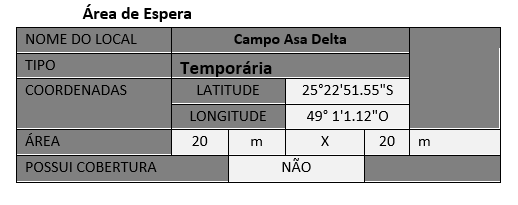 Área de Espera
NOME DO LOCAL Campo Asa Delta
TIPO Temporária
COORDENADAS LATITUDE 25°22'51.55"S
LONGITUDE 49° 1'1.12"O
ÁREA 20 m X 20 m
POSSUI COBERTURA NÃO